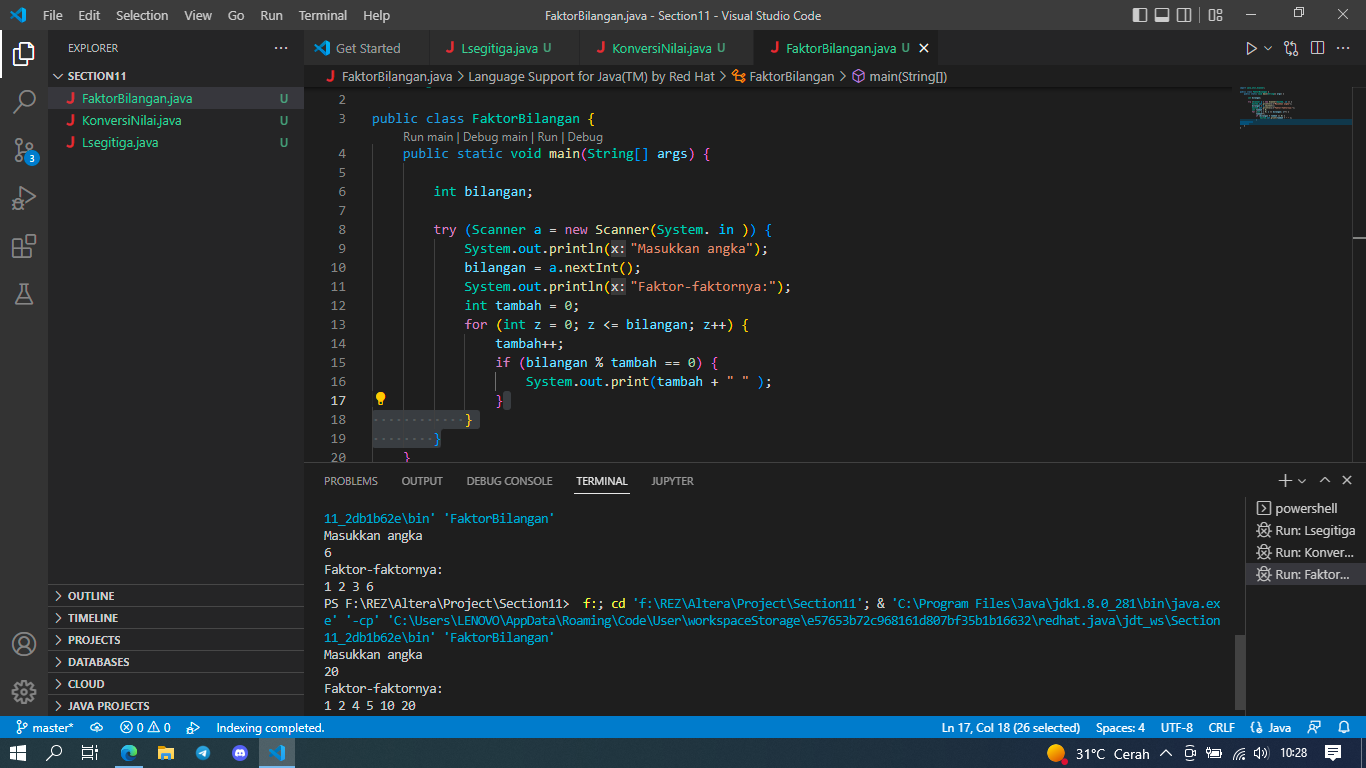 File Edit Selection View Go Run Terminal Help FaktorBilangan.java - Section11 - Visual Studio Code
EXPLORER
SECTION11
FaktorBilangan.java U
KonversiNilai.java U
Lsegitiga.java U
OUTLINE
TIMELINE
PROJECTS
DATABASES
CLOUD
JAVA PROJECTS
3
Get Started Lsegitiga.java U KonversiNilai.java U FaktorBilangan.java U
FaktorBilangan.java > Language Support for Java(TM) by Red Hat > FaktorBilangan > main(String[])
2
3 public class FaktorBilangan {
Run main | Debug main | Run | Debug
4 public static void main(String[] args) {
5
6 int bilangan;
7
8 try (Scanner a = new Scanner(System. in )) {
9 System.out.println(x: "Masukkan angka");
10 bilangan = a.nextInt();
11 System.out.println(x: "Faktor-faktornya:");
12 int tambah = 0;
13 for (int z = 0; z <= bilangan; z++) {
14 tambah++;
15 if (bilangan % tambah == 0) {
16 System.out.print(tambah + " " );
17 }
18 }
19 }
20 }
PROBLEMS OUTPUT DEBUG CONSOLE TERMINAL JUPYTER
11_2db1b62e\bin' 'FaktorBilangan'
Masukkan angka
6
Faktor-faktornya:
1 2 3 6
PS F:\REZ\Altera\Project\Section11> f:; cd 'f:\REZ\Altera\Project\Section11'; & 'C:\Program Files\Java\jdk1.8.0_281\bin\java.ex
e' '-cp' 'C:\Users\LENOVO\AppData\Roaming\Code\User\workspaceStorage\e57653b72c968161d807bf35b1b16632\redhat.java\jdt_ws\Section
11_2db1b62e\bin' 'FaktorBilangan'
Masukkan angka
20
Faktor-faktornya:
1 2 4 5 10 20
powershell
Run: Lsegitiga
Run: Konver...
Run: Faktor...
master* 0 0 Indexing completed. Ln 17, Col 18 (26 selected) Spaces: 4 UTF-8 CRLF {} Java
31°C Cerah 10:28